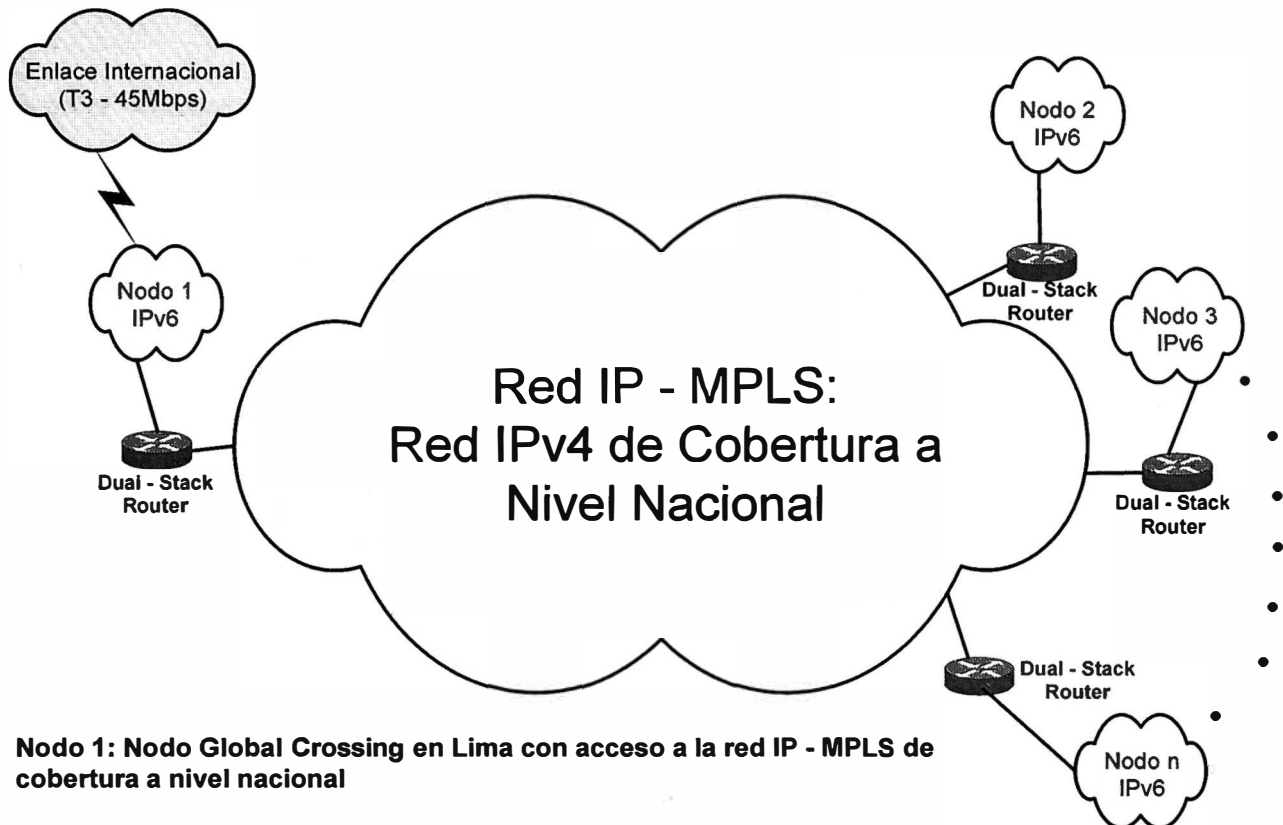 Enlace Internacional
(T3 - 45Mbps)
Nodo 2
IPv6
Nodo 1
IPv6
Dual - Stack
Router
Nodo 3
IPv6
Red IP - MPLS:
Red IPv4 de Cobertura a
Nivel Nacional
Dual - Stack
Router
Dual - Stack
Router
Dual - Stack
Router
Nodo 1: Nodo Global Crossing en Lima con acceso a la red IP - MPLS de
cobertura a nivel nacional
Nodo n
IPv6